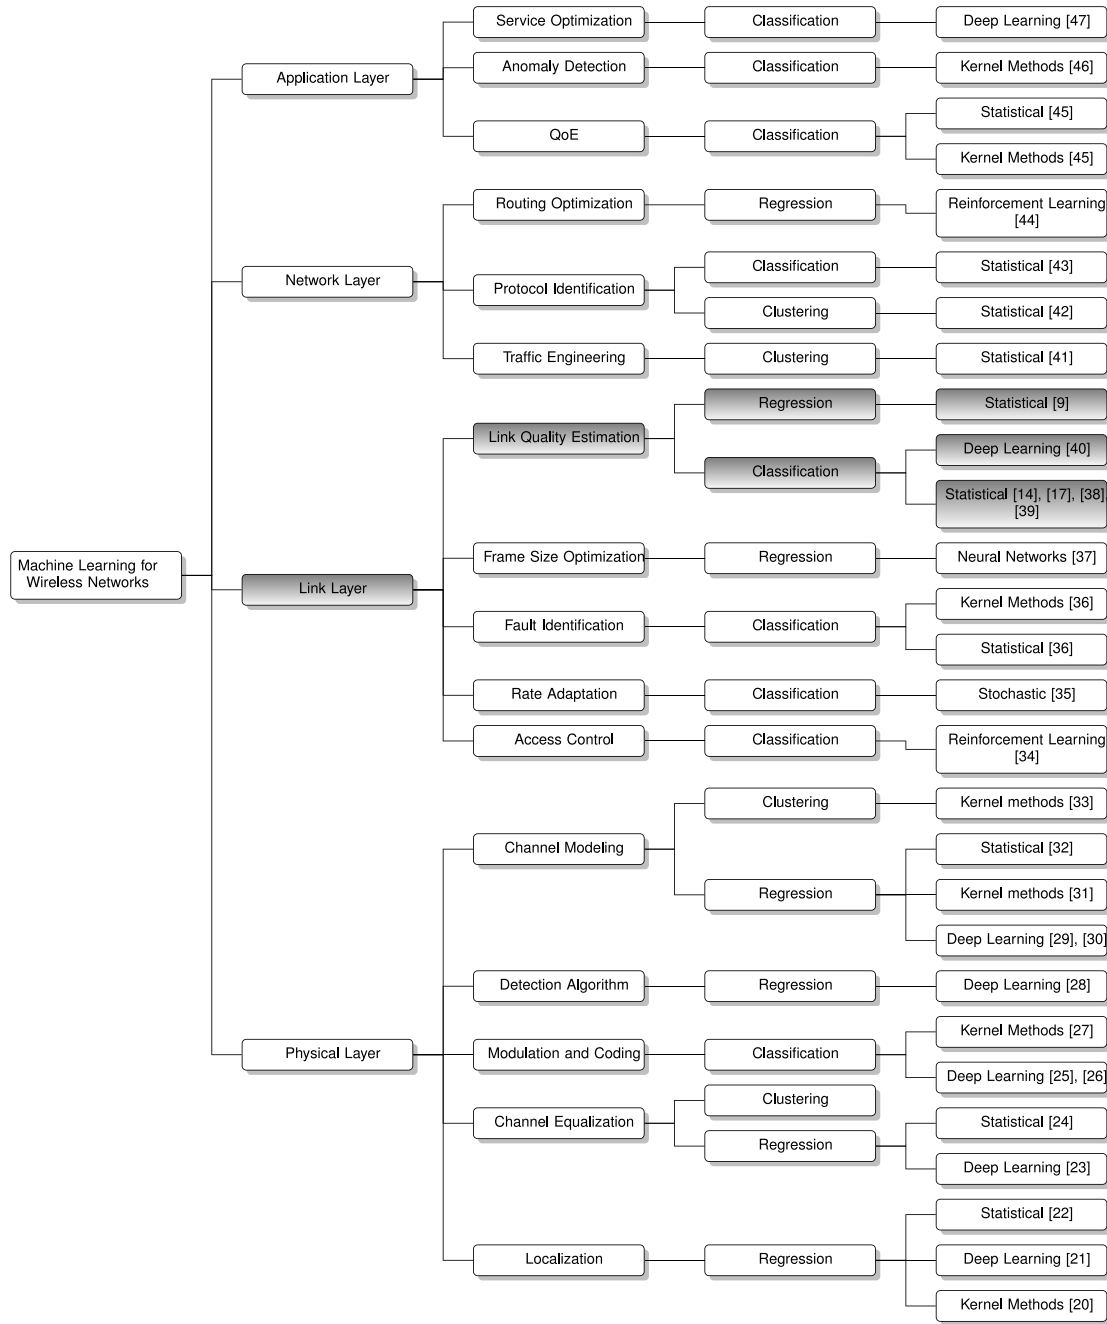 Service Optimization
Classification
Deep Learning [47]
Application Layer
Anomaly Detection
Classification
Kernel Methods [46]
QoE
Classification
Statistical [45]
Kernel Methods [45]
Routing Optimization
Regression
Reinforcement Learning
[44]
Network Layer
Protocol Identification
Classification
Statistical [43]
Clustering
Statistical [42]
Traffic Engineering
Clustering
Statistical [41]
Link Quality Estimation
Regression
Statistical [9]
Classification
Deep Learning [40]
Statistical [14], [17], [38],
[39]
Machine Learning for
Wireless Networks
Link Layer
Frame Size Optimization
Regression
Neural Networks [37]
Fault Identification
Classification
Kernel Methods [36]
Statistical [36]
Rate Adaptation
Classification
Stochastic [35]
Access Control
Classification
Reinforcement Learning
[34]
Channel Modeling
Clustering
Kernel methods [33]
Regression
Statistical [32]
Kernel methods [31]
Deep Learning [29], [30]
Detection Algorithm
Regression
Deep Learning [28]
Physical Layer
Modulation and Coding
Classification
Kernel Methods [27]
Deep Learning [25], [26]
Channel Equalization
Clustering
Regression
Statistical [24]
Deep Learning [23]
Localization
Regression
Statistical [22]
Deep Learning [21]
Kernel Methods [20]